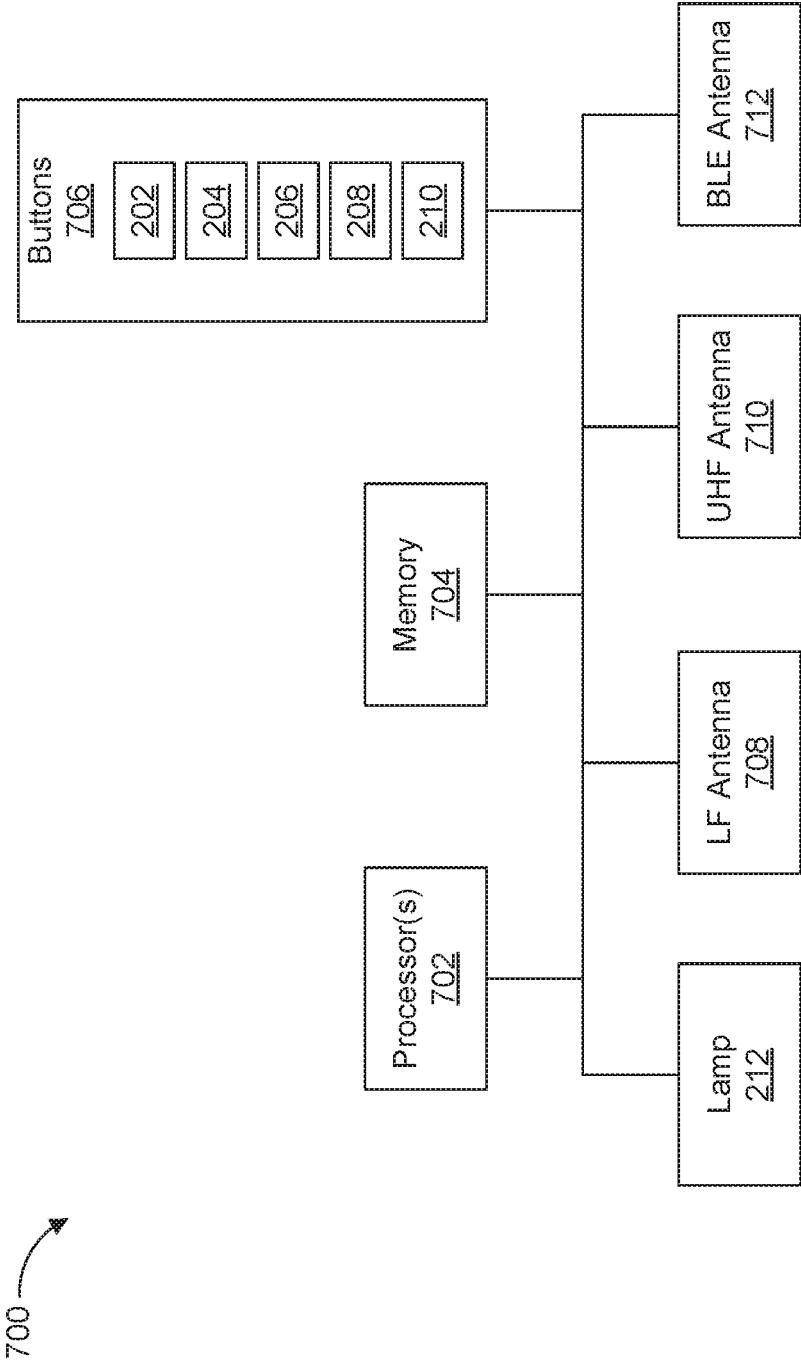 700
Processor(s)
702
Memory
704
Buttons
706
202
204
206
208
210
Lamp
212
LF Antenna
708
UHF Antenna
710
BLE Antenna
712